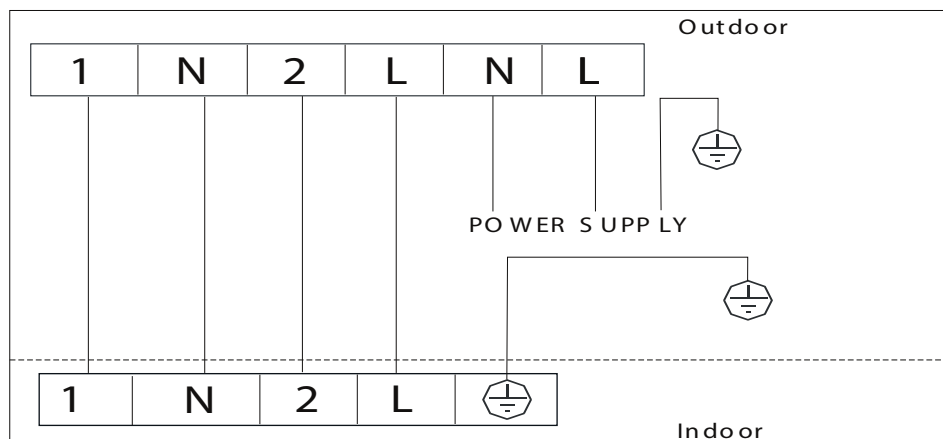 Outdoor
1 N 2 L N L
POWER SUPPLY
1 N 2 L
Indoor